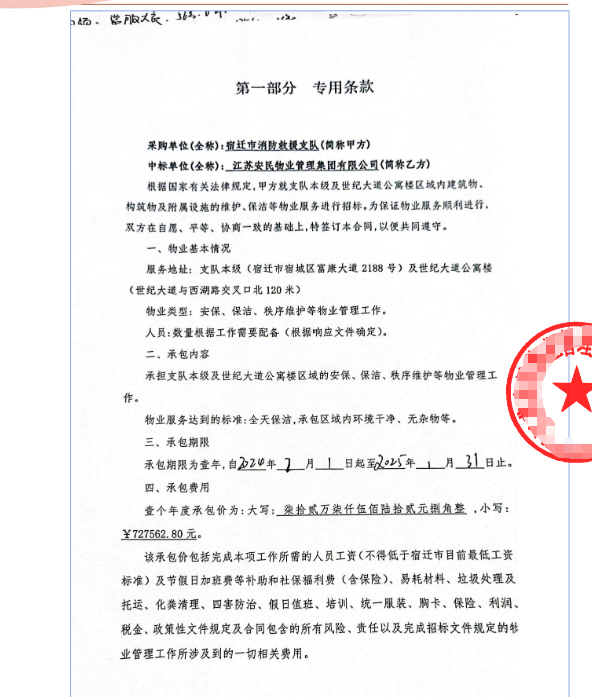 第一部分 专用条款
采购单位(全称):宿迁市消防救援支队(简称甲方)
中标单位(全称): 江苏安民物业管理集团有限公司(简称乙方)
根据国家有关法律规定,甲方就支队本级及世纪大道公寓楼区域内建筑物、
构筑物及附属设施的维护、保洁等物业服务进行招标。为保证物业服务顺利进行,
双方在自愿、平等、协商一致的基础上,特签订本合同,以便共同遵守。
一、物业基本情况
服务地址: 支队本级(宿迁市宿城区富康大道 2188 号)及世纪大道公寓楼
(世纪大道与西湖路交叉口北 120 米)
物业类型: 安保、保洁、秩序维护等物业管理工作。
人员:数量根据工作需要配备(根据响应文件确定)。
二、承包内容
承担支队本级及世纪大道公寓楼区域的安保、保洁、秩序维护等物业管理工
作。
物业服务达到的标准:全天保洁,承包区域内环境干净、无杂物等。
三、承包期限
承包期限为壹年,自2024年 2 月 1 日起至2025年 1 月 31 日止。
四、承包费用
壹个年度承包价为:大写: 柒拾贰万柒仟伍佰陆拾贰元捌角整 ,小写:
¥727562.80 元。
该承包价包括完成本项工作所需的人员工资(不得低于宿迁市目前最低工资
标准)及节假日加班费等补助和社保福利费(含保险)、易耗材料、垃圾处理及
托运、化粪清理、四害防治、假日值班、培训、统一服装、胸卡、保险、利润、
税金、政策性文件规定及合同包含的所有风险、责任以及完成招标文件规定的物
业管理工作所涉及到的一切相关费用。